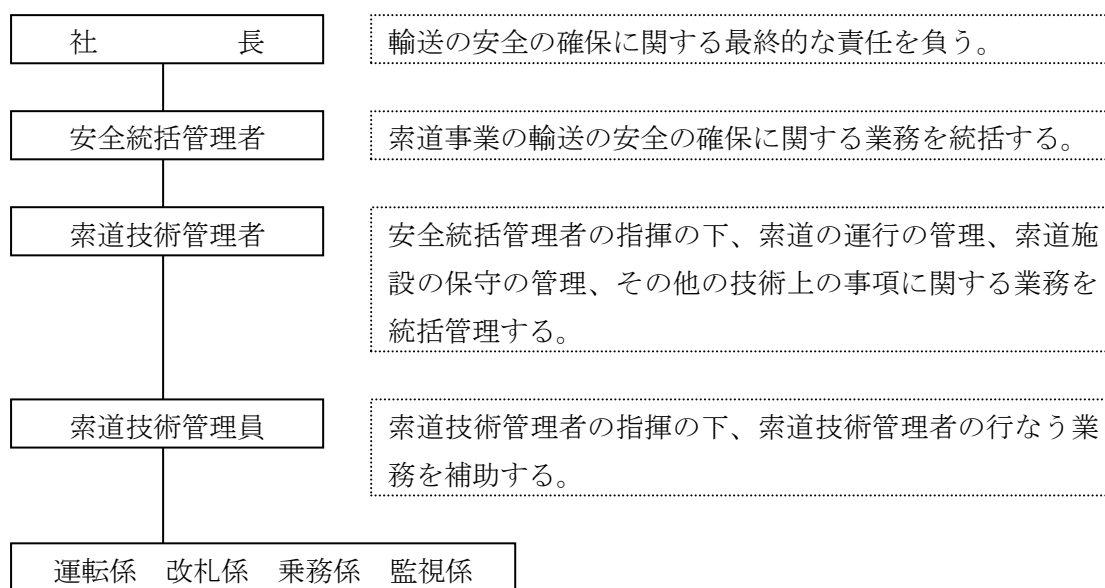 社　　　　　長
輸送の安全の確保に関する最終的な責任を負う。
安全統括管理者
索道事業の輸送の安全の確保に関する業務を統括する。
索道技術管理者
安全統括管理者の指揮の下、索道の運行の管理、索道施
設の保守の管理、その他の技術上の事項に関する業務を
統括管理する。
索道技術管理員
索道技術管理者の指揮の下、索道技術管理者の行なう業
務を補助する。
運転係　改札係　乗務係　監視係